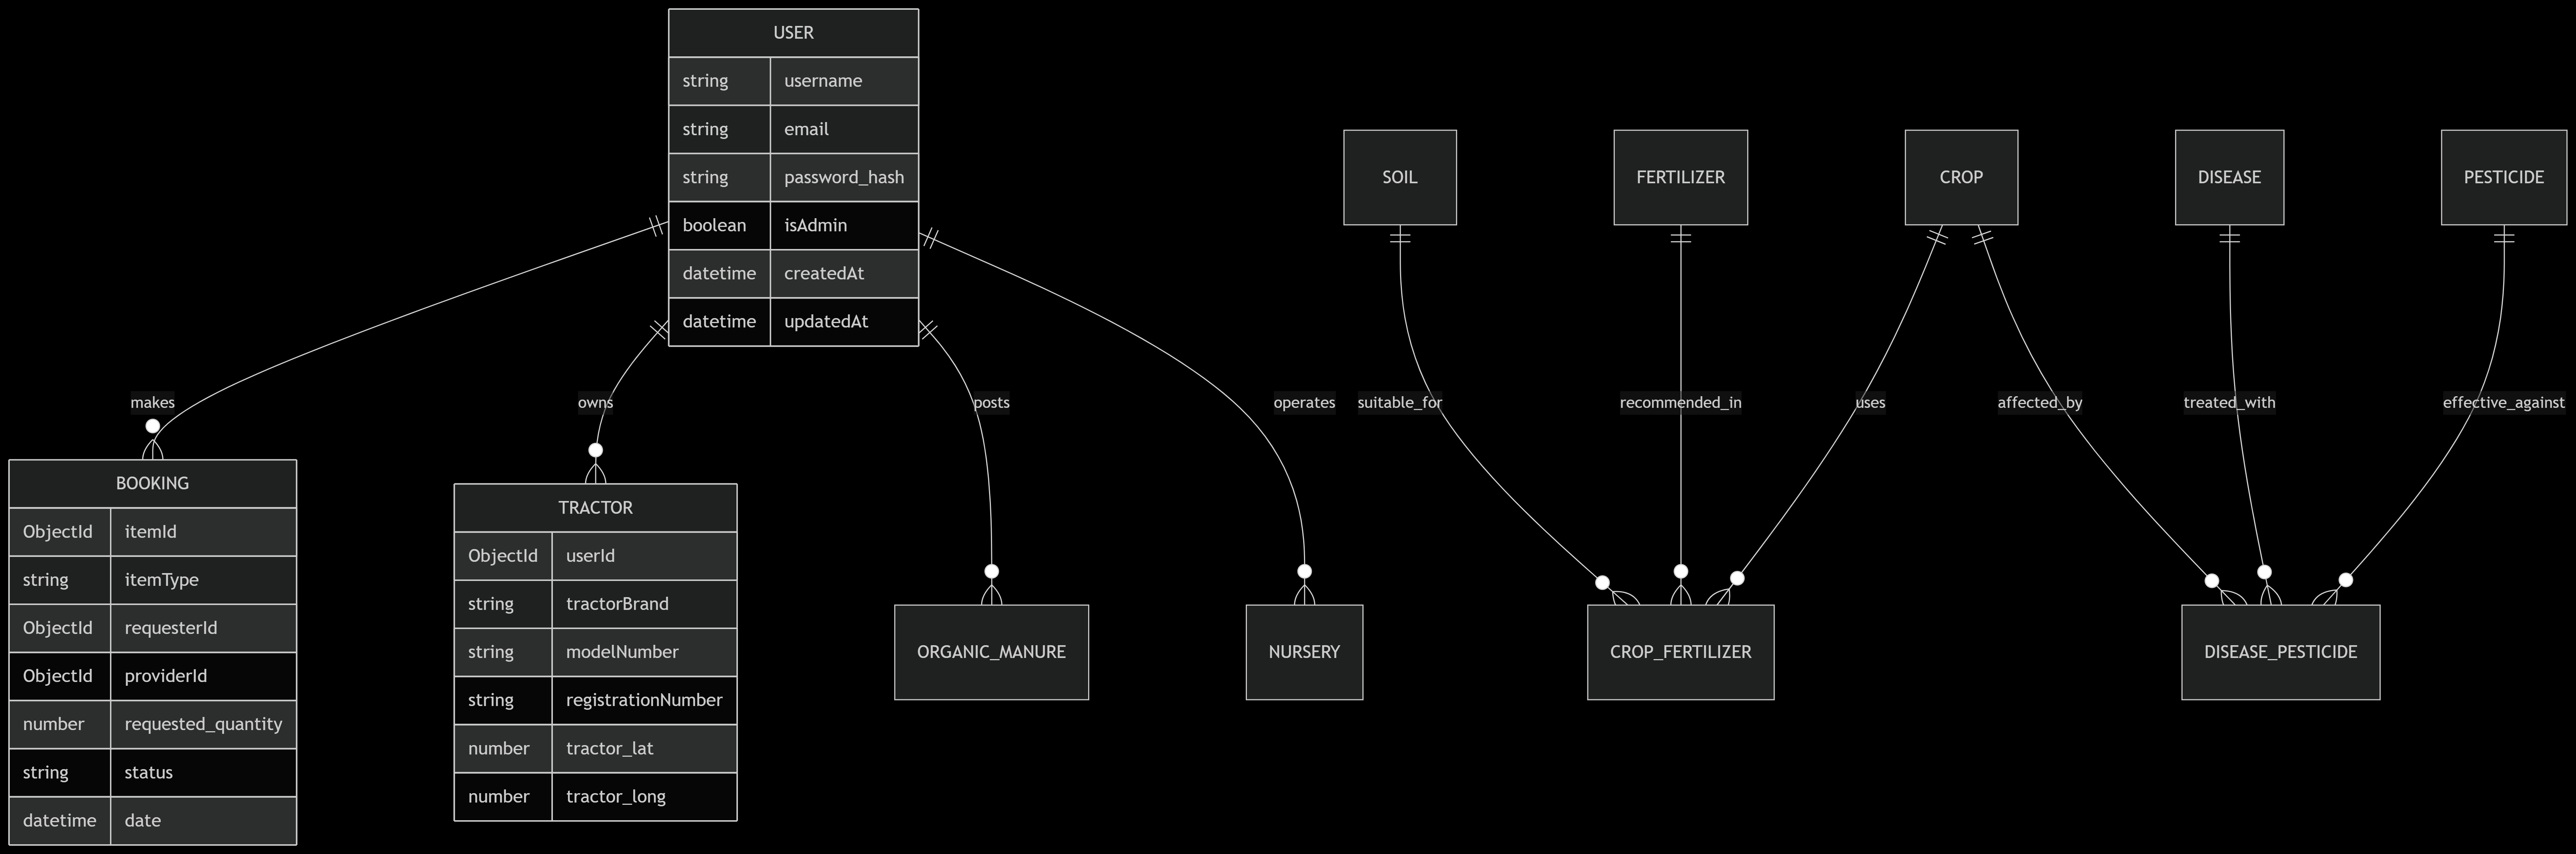 USER
string username
string email
string password_hash
boolean isAdmin
datetime createdAt
datetime updatedAt
SOIL
FERTILIZER
CROP
DISEASE
PESTICIDE
makes
owns
posts
operates
suitable_for
recommended_in
uses
affected_by
treated_with
effective_against
BOOKING
ObjectId itemId
string itemType
ObjectId requesterId
ObjectId providerId
number requested_quantity
string status
datetime date
TRACTOR
ObjectId userId
string tractorBrand
string modelNumber
string registrationNumber
number tractor_lat
number tractor_long
ORGANIC_MANURE
NURSERY
CROP_FERTILIZER
DISEASE_PESTICIDE